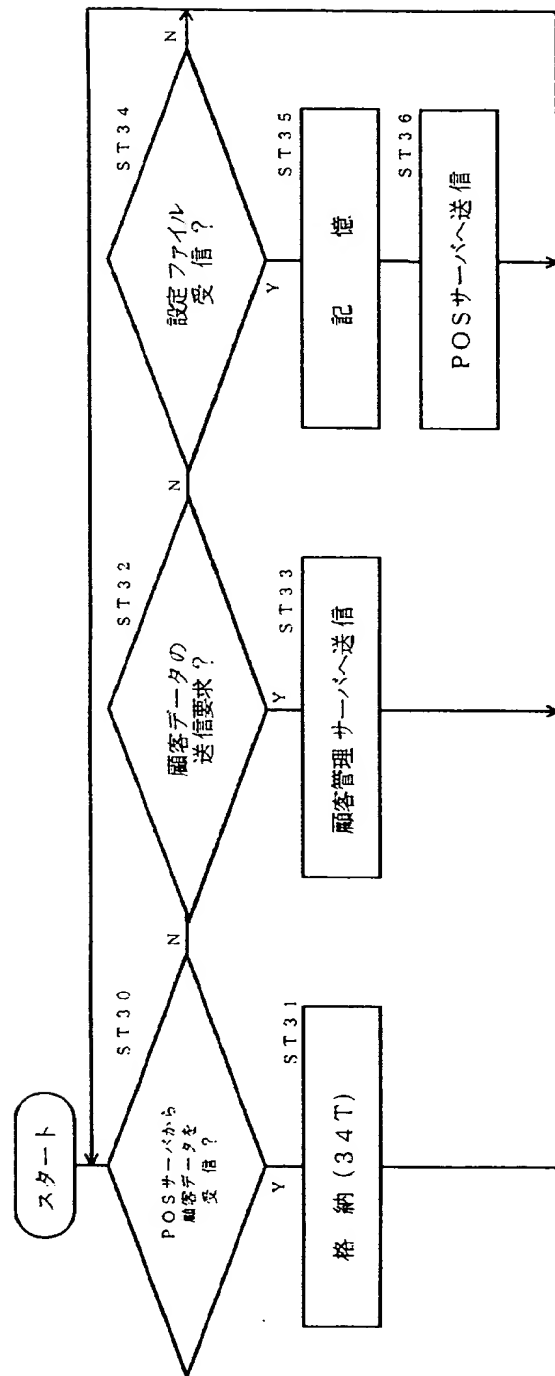 スタート
ST30
POSサーバから
顧客データを
受信?
N
Y
ST31
格 納(34T)
ST32
顧客データの
送信要求?
N
Y
ST33
顧客管理サーバへ送信
ST34
設定ファイル
受信?
N
Y
ST35
記 憶
ST36
POSサーバへ送信